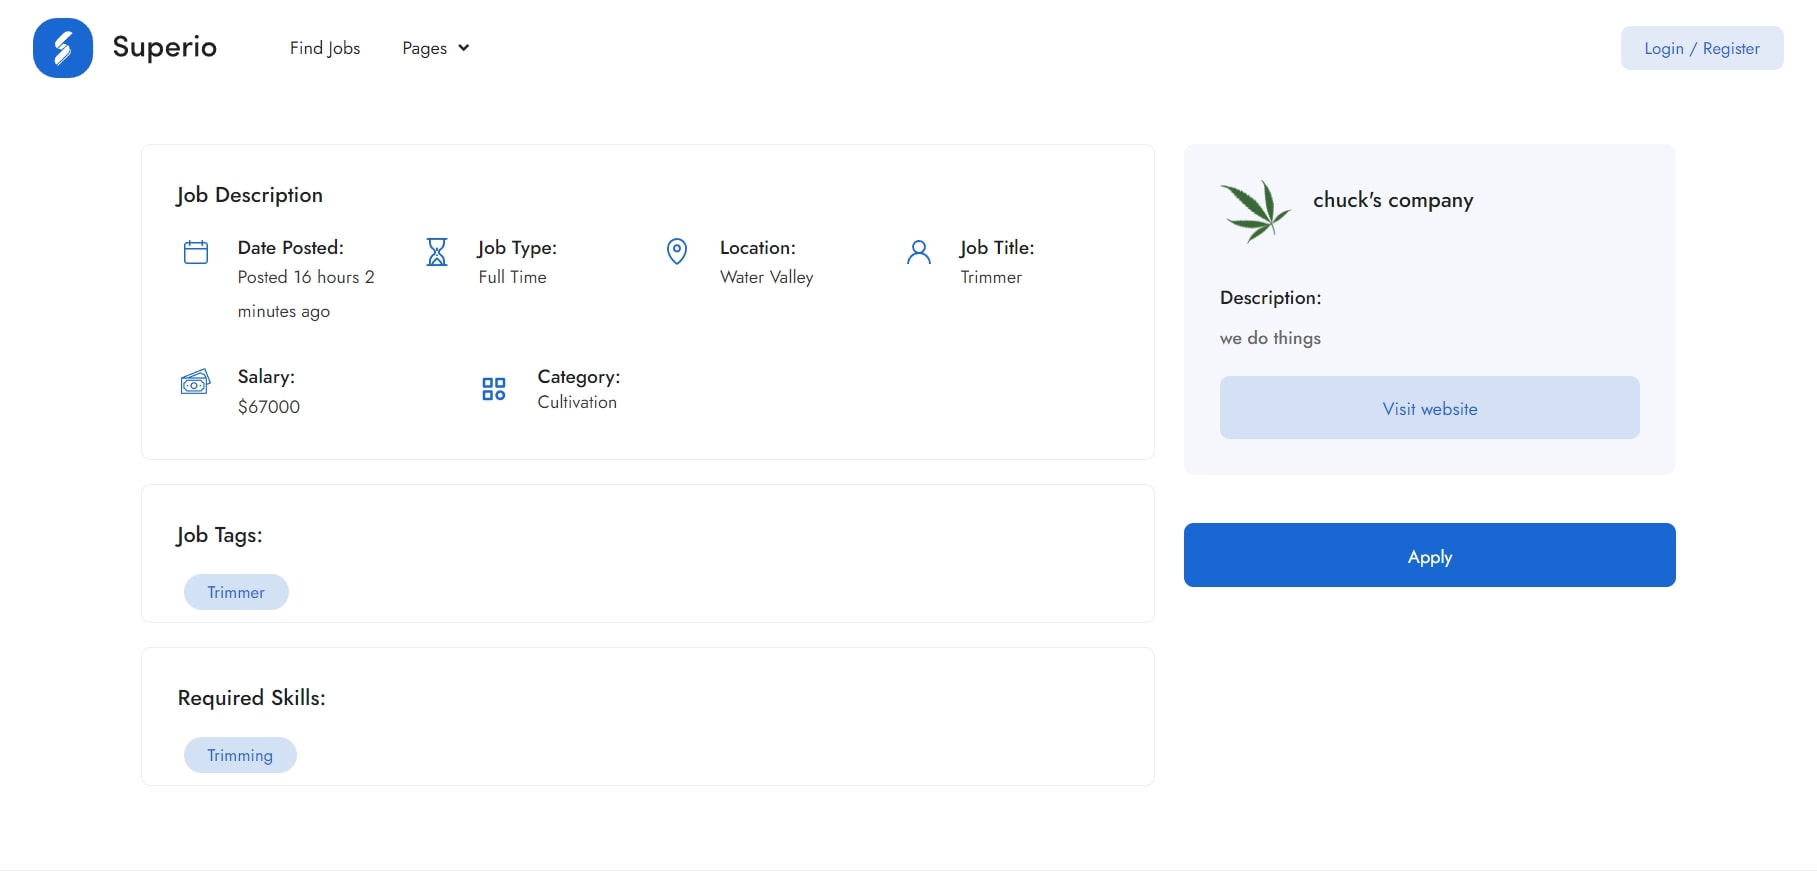 Superio
Find Jobs
Pages
Login / Register
Job Description
Date Posted:
Posted 16 hours 2
minutes ago
Job Type:
Full Time
Location:
Water Valley
Job Title:
Trimmer
Salary:
$67000
Category:
Cultivation
Job Tags:
Trimmer
Required Skills:
Trimming
chuck's company
Description:
we do things
Visit website
Apply